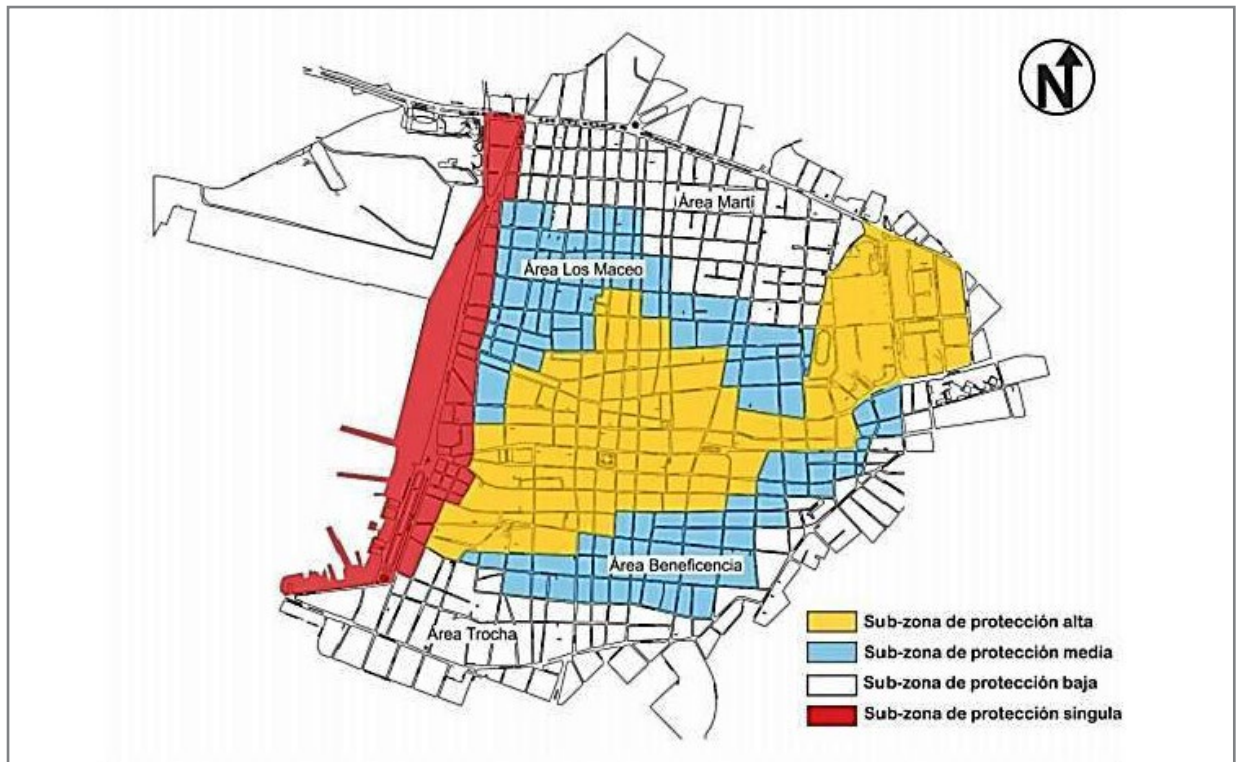 N
Área Martí
Área Los Maceo
Área Beneficencia
Área Trocha
Sub-zona de protección alta
Sub-zona de protección media
Sub-zona de protección baja
Sub-zona de protección síngula